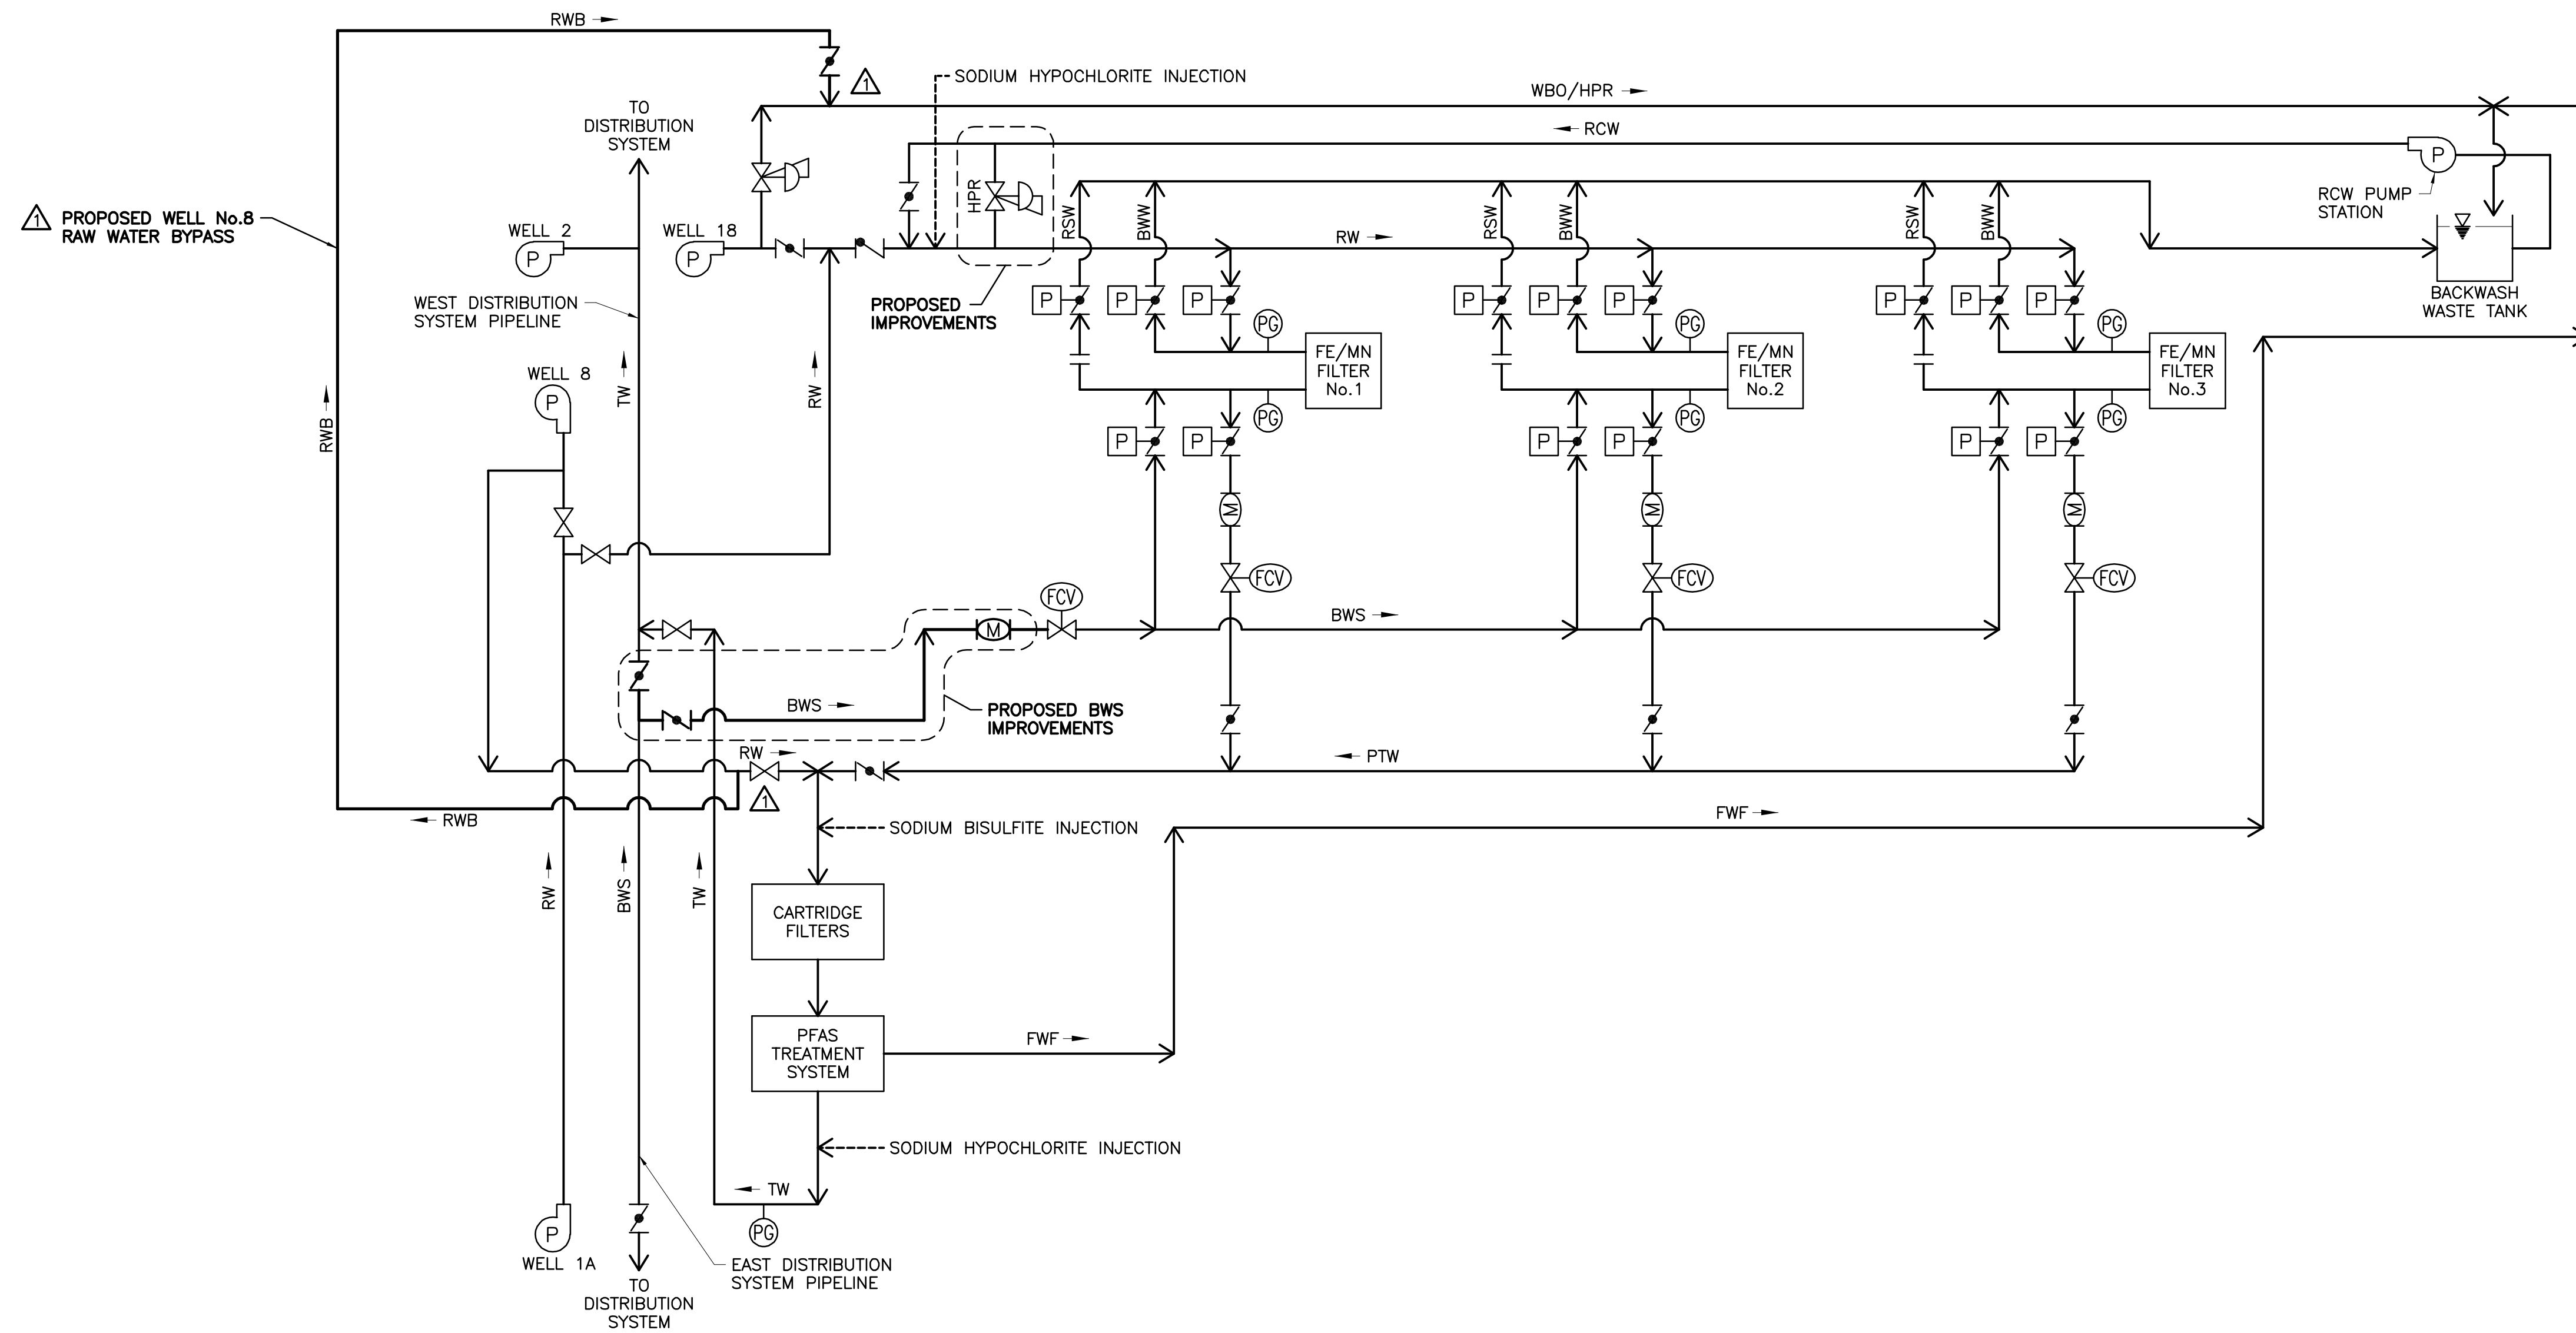 RWB
1
SODIUM HYPOCHLORITE INJECTION
WBO/HPR
TO
DISTRIBUTION
SYSTEM
RCW
P
RCW PUMP
STATION
1
PROPOSED WELL No.8
RAW WATER BYPASS
WELL 2
P
WELL 18
P
HPR
RSW
BWW
RW
RSW
BWW
RSW
BWW
BACKWASH
WASTE TANK
WEST DISTRIBUTION
SYSTEM PIPELINE
PROPOSED
IMPROVEMENTS
P
P
P
P
P
P
P
P
P
PG
PG
PG
FE/MN
FILTER
No.1
FE/MN
FILTER
No.2
FE/MN
FILTER
No.3
PG
PG
PG
WELL 8
P
TW
RW
RWB
P
P
P
P
P
P
M
M
M
FCV
FCV
FCV
FCV
M
BWS
BWS
PROPOSED BWS
IMPROVEMENTS
RW
PTW
1
RWB
SODIUM BISULFITE INJECTION
FWF
RW
BWS
TW
CARTRIDGE
FILTERS
PFAS
TREATMENT
SYSTEM
FWF
SODIUM HYPOCHLORITE INJECTION
TW
PG
P
WELL 1A
EAST DISTRIBUTION
SYSTEM PIPELINE
TO
DISTRIBUTION
SYSTEM